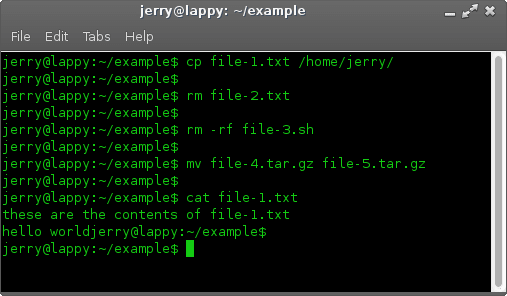 jerry@lappy: ~/example
File Edit Tabs Help
jerry@lappy:~/example$ cp file-1.txt /home/jerry/
jerry@lappy:~/example$
jerry@lappy:~/example$ rm file-2.txt
jerry@lappy:~/example$
jerry@lappy:~/example$ rm -rf file-3.sh
jerry@lappy:~/example$
jerry@lappy:~/example$ mv file-4.tar.gz file-5.tar.gz
jerry@lappy:~/example$
jerry@lappy:~/example$ cat file-1.txt
these are the contents of file-1.txt
hello worldjerry@lappy:~/example$
jerry@lappy:~/example$